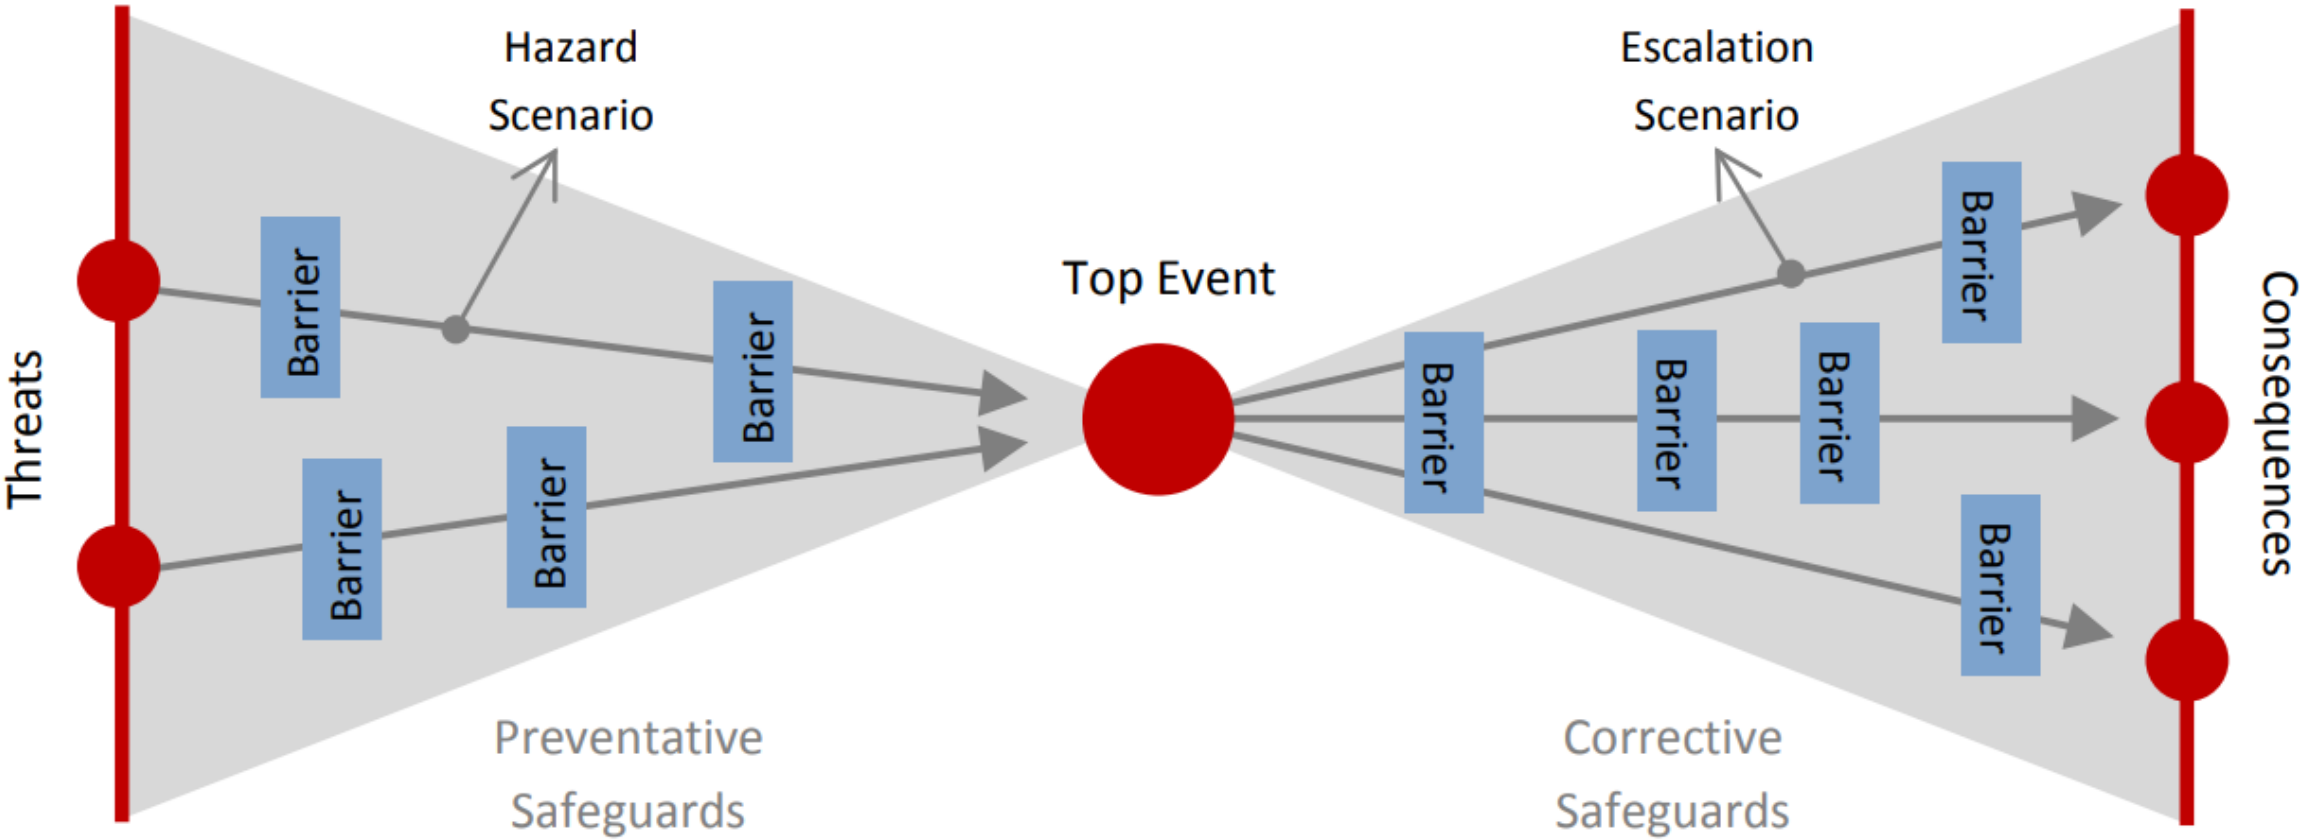 Hazard
Scenario
Escalation
Scenario
Threats
Barrier
Barrier
Barrier
Barrier
Top Event
Barrier
Barrier
Barrier
Barrier
Barrier
Consequences
Preventative
Safeguards
Corrective
Safeguards